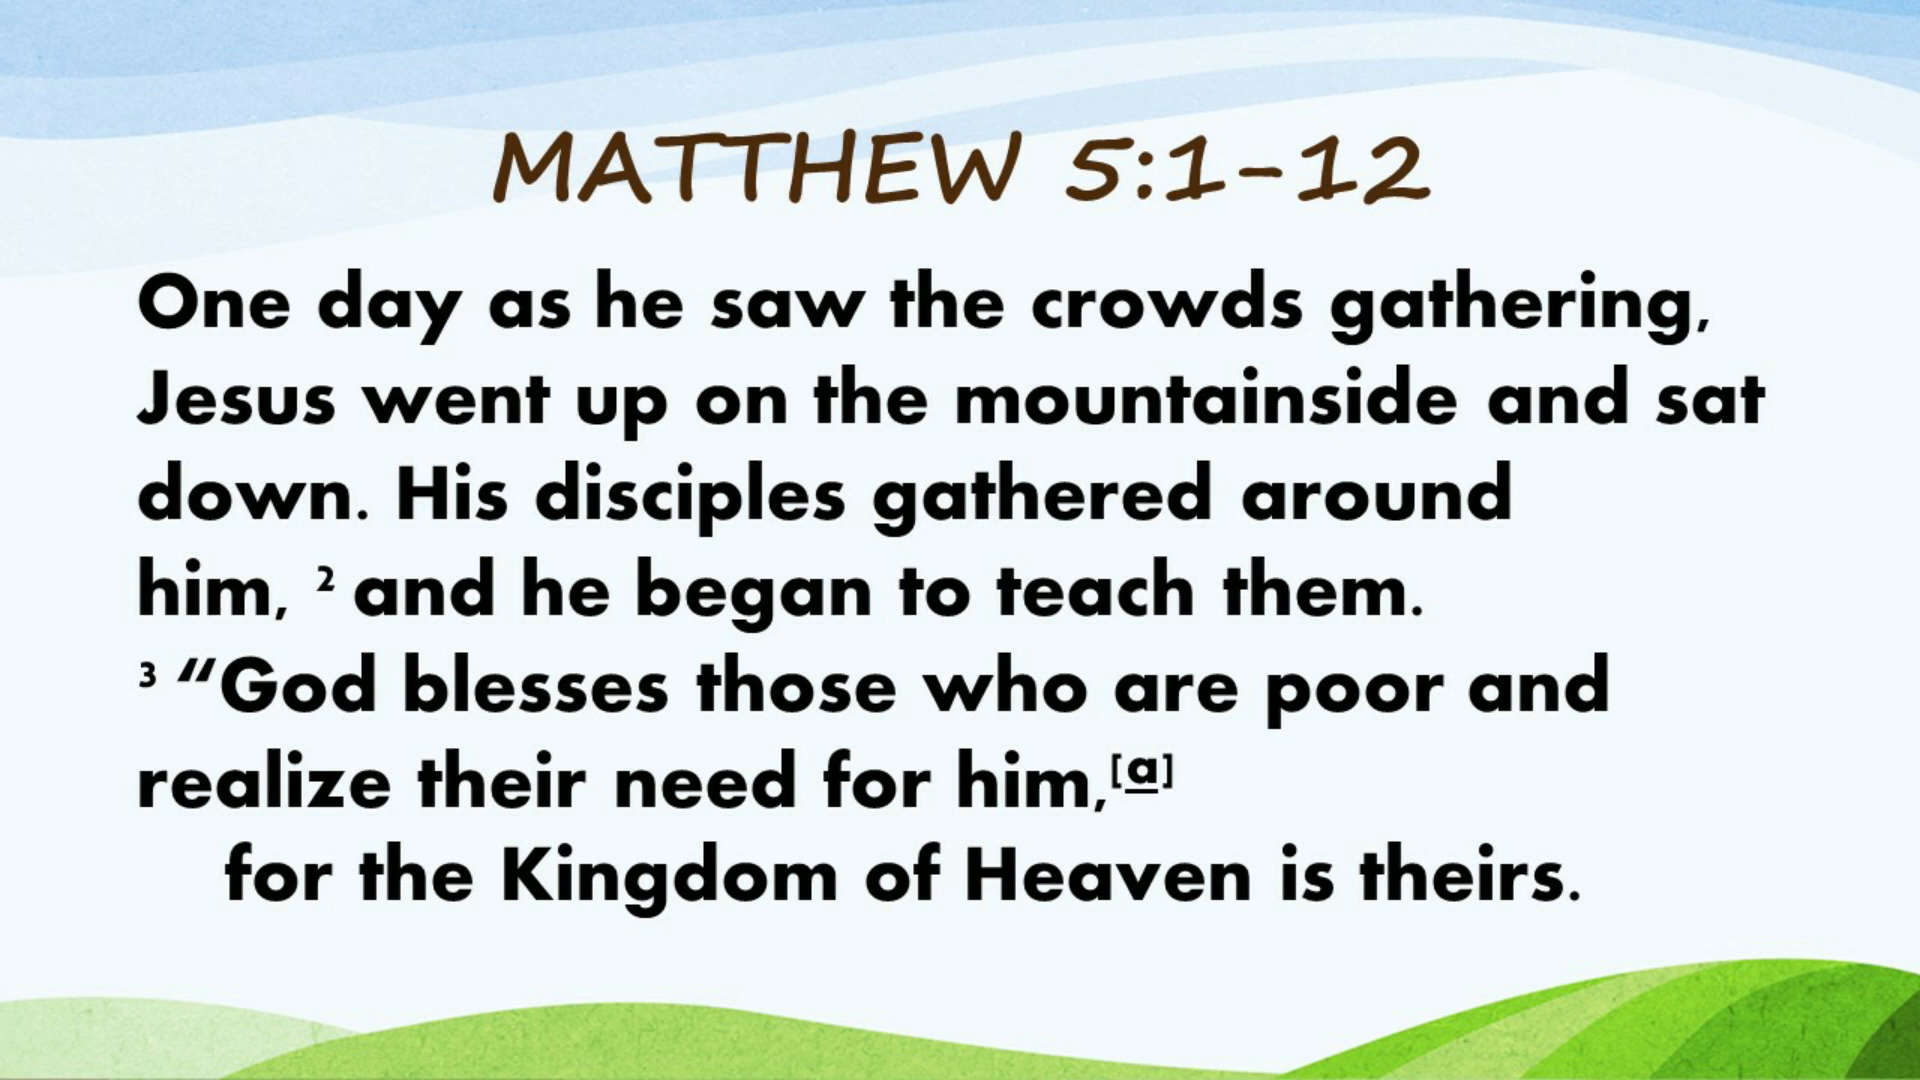 MATTHEW 5:1-12
One day as he saw the crowds gathering,
Jesus went up on the mountainside and sat
down. His disciples gathered around
him, ² and he began to teach them.
³ “God blesses those who are poor and
realize their need for him,[a]
for the Kingdom of Heaven is theirs.